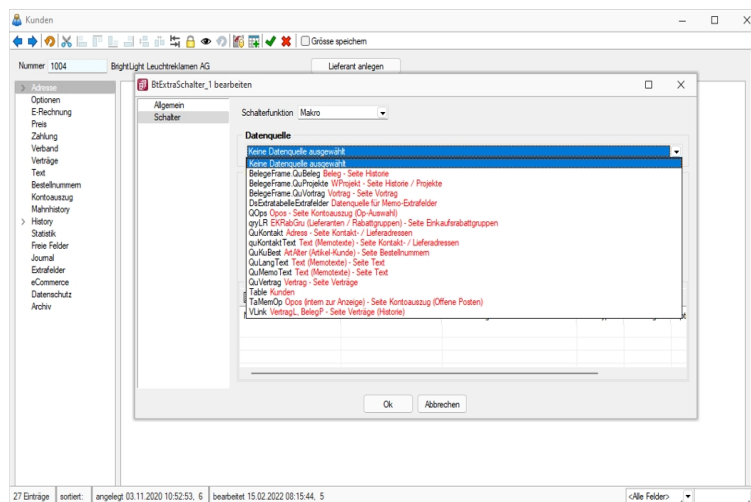 Kunden
Grösse speichern
Nummer 1004 BrightLight Leuchtreklamen AG Lieferant anlegen
Adresse
Optionen
E-Rechnung
Preis
Zahlung
Verband
Verträge
Text
Bestellnummern
Kontoauszug
Mahnhistory
History
Statistik
Freie Felder
Journal
Extrafelder
eCommerce
Datenschutz
Archiv
BtExtraSchalter_1 bearbeiten
Allgemein
Schalter
Schalterfunktion Makro
Datenquelle
Keine Datenquelle ausgewählt
Keine Datenquelle ausgewählt
BelegeFrame.QuBeleg Beleg - Seite Historie
BelegeFrame.QuProjekte WProjekt - Seite Historie / Projekte
BelegeFrame.QuVortrag Vortrag - Seite Vortrag
DsExtratabelleExtrafelder Datenquelle für Memo-Extrafelder
QOps Opos - Seite Kontoauszug (Op-Auswahl)
qryLR EKRabGru (Lieferanten / Rabattgruppen) - Seite Einkaufsrabattgruppen
QuKontakt Adress - Seite Kontakt- / Lieferadressen
quKontaktText Text (Memotexte) - Seite Kontakt- / Lieferadressen
QuKuBest ArtAlter (Artikel-Kunde) - Seite Bestellnummern
QuLangText Text (Memotexte) - Seite Text
QuMemoText Text (Memotexte) - Seite Text
QuVertrag Vertrag - Seite Verträge
Table Kunden
TaMemOp Opos (intern zur Anzeige) - Seite Kontoauszug (Offene Posten)
VLink VertragL, BelegP - Seite Verträge (Historie)
Ok Abbrechen
27 Einträge sortiert: angelegt 03.11.2020 10:52:53, 6 bearbeitet 15.02.2022 08:15:44, 5 <Alle Felder>